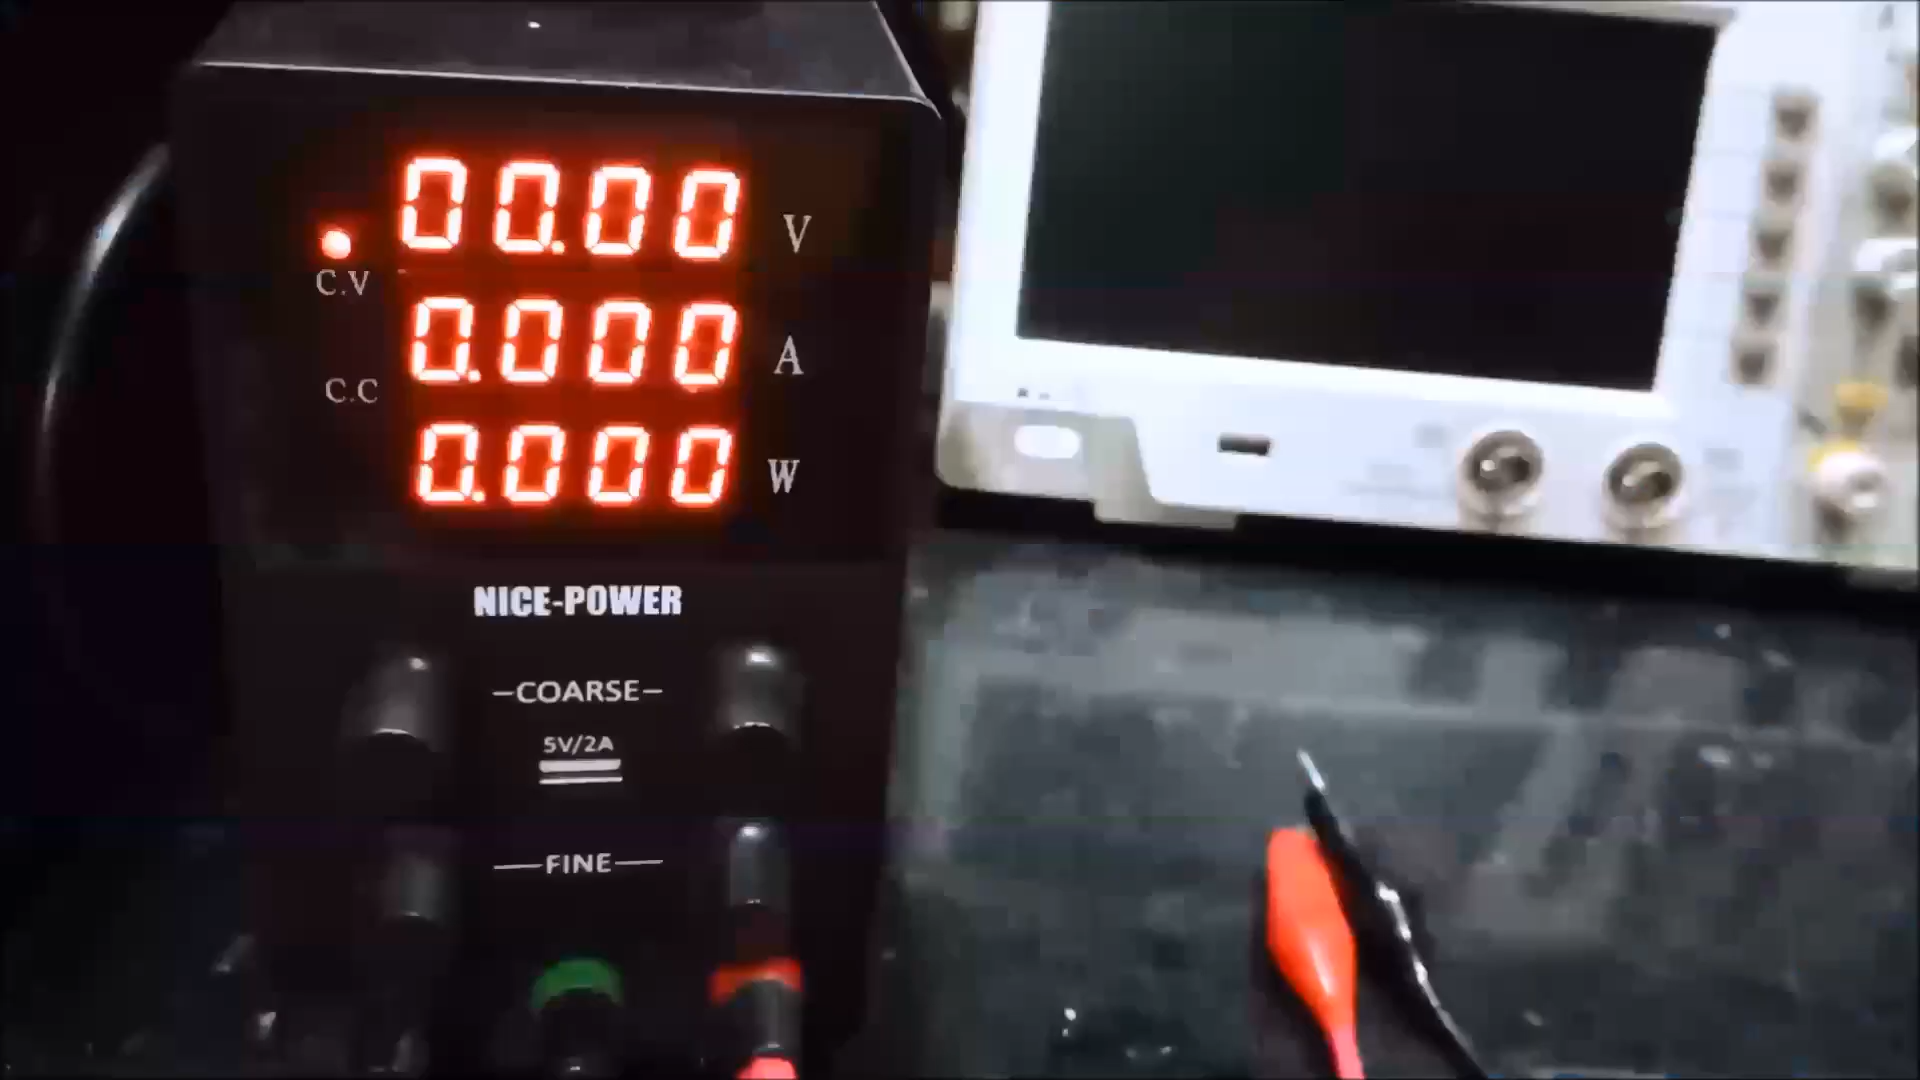 00.00 V
C.V
0.000 A
C.C
0.000 W
NICE-POWER
COARSE
5V/2A
FINE